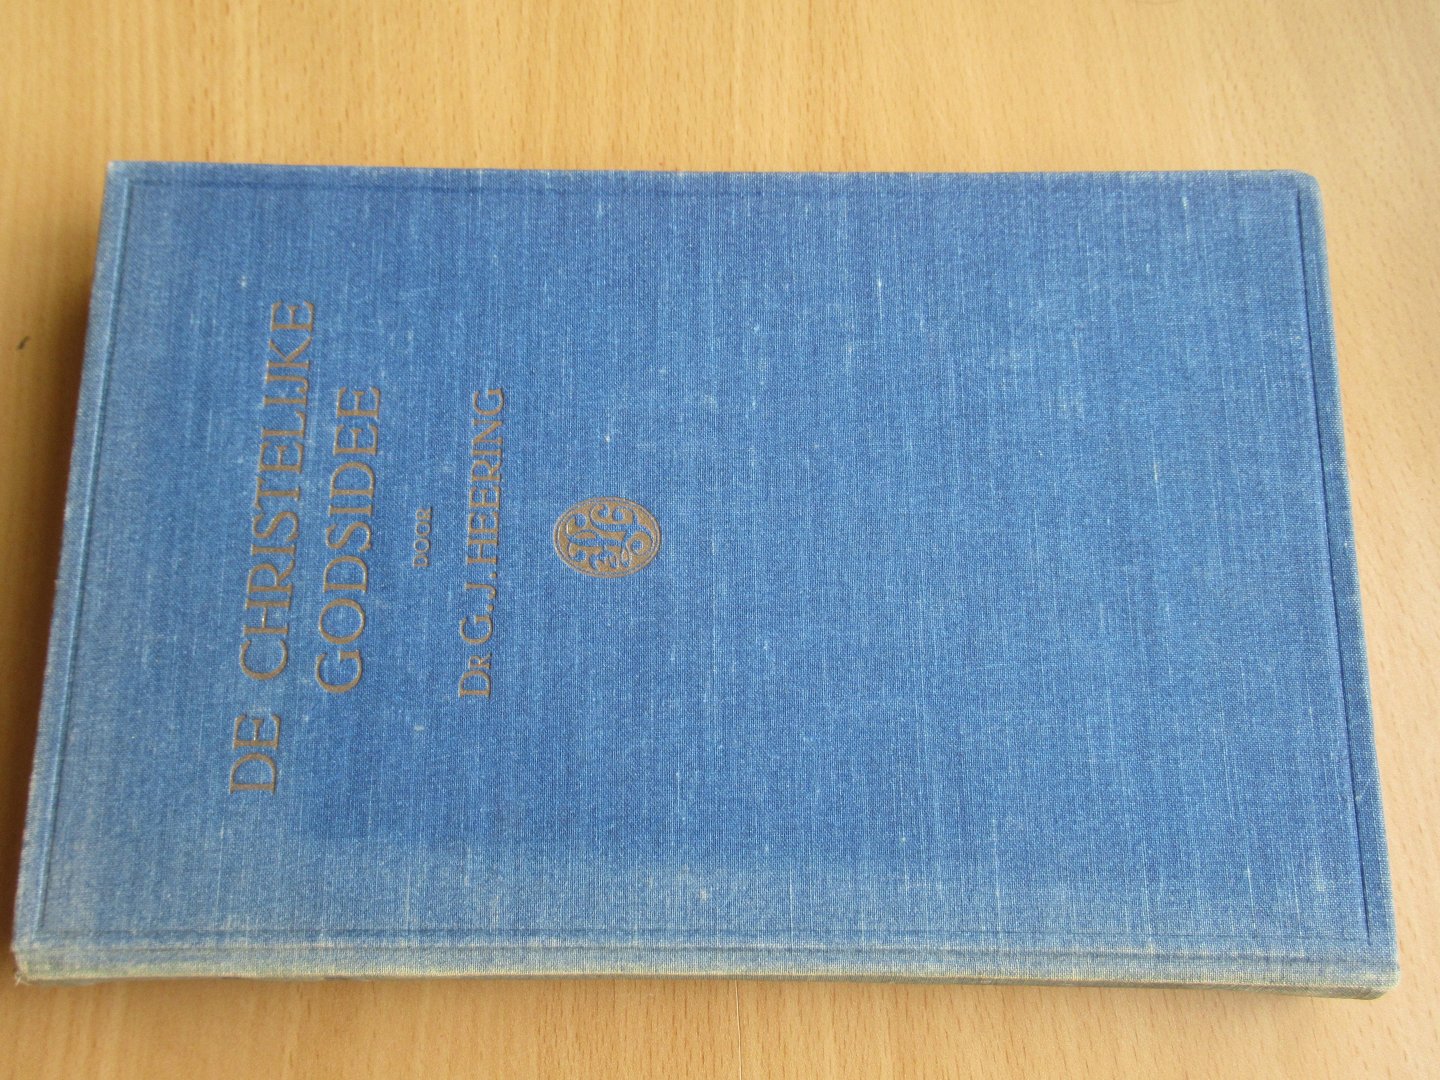 DE CHRISTELIJKE
GODSIDEE
DOOR
DR G.J. HEERING